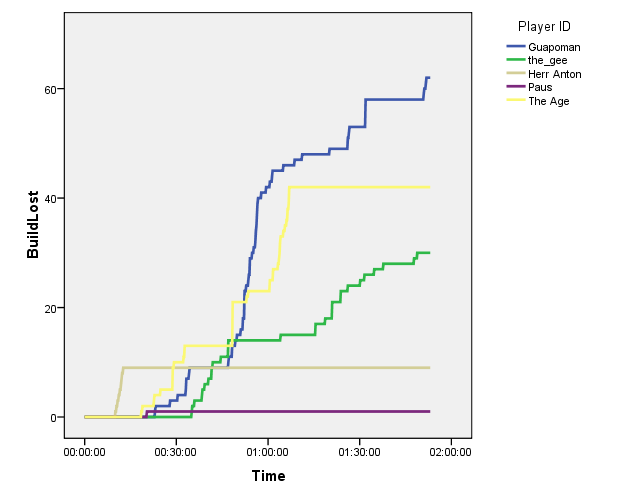 Player ID
Guapoman
the_gee
Herr Anton
Paus
The Age
BuildLost
60
40
20
0
00:00:00 00:30:00 01:00:00 01:30:00 02:00:00
Time